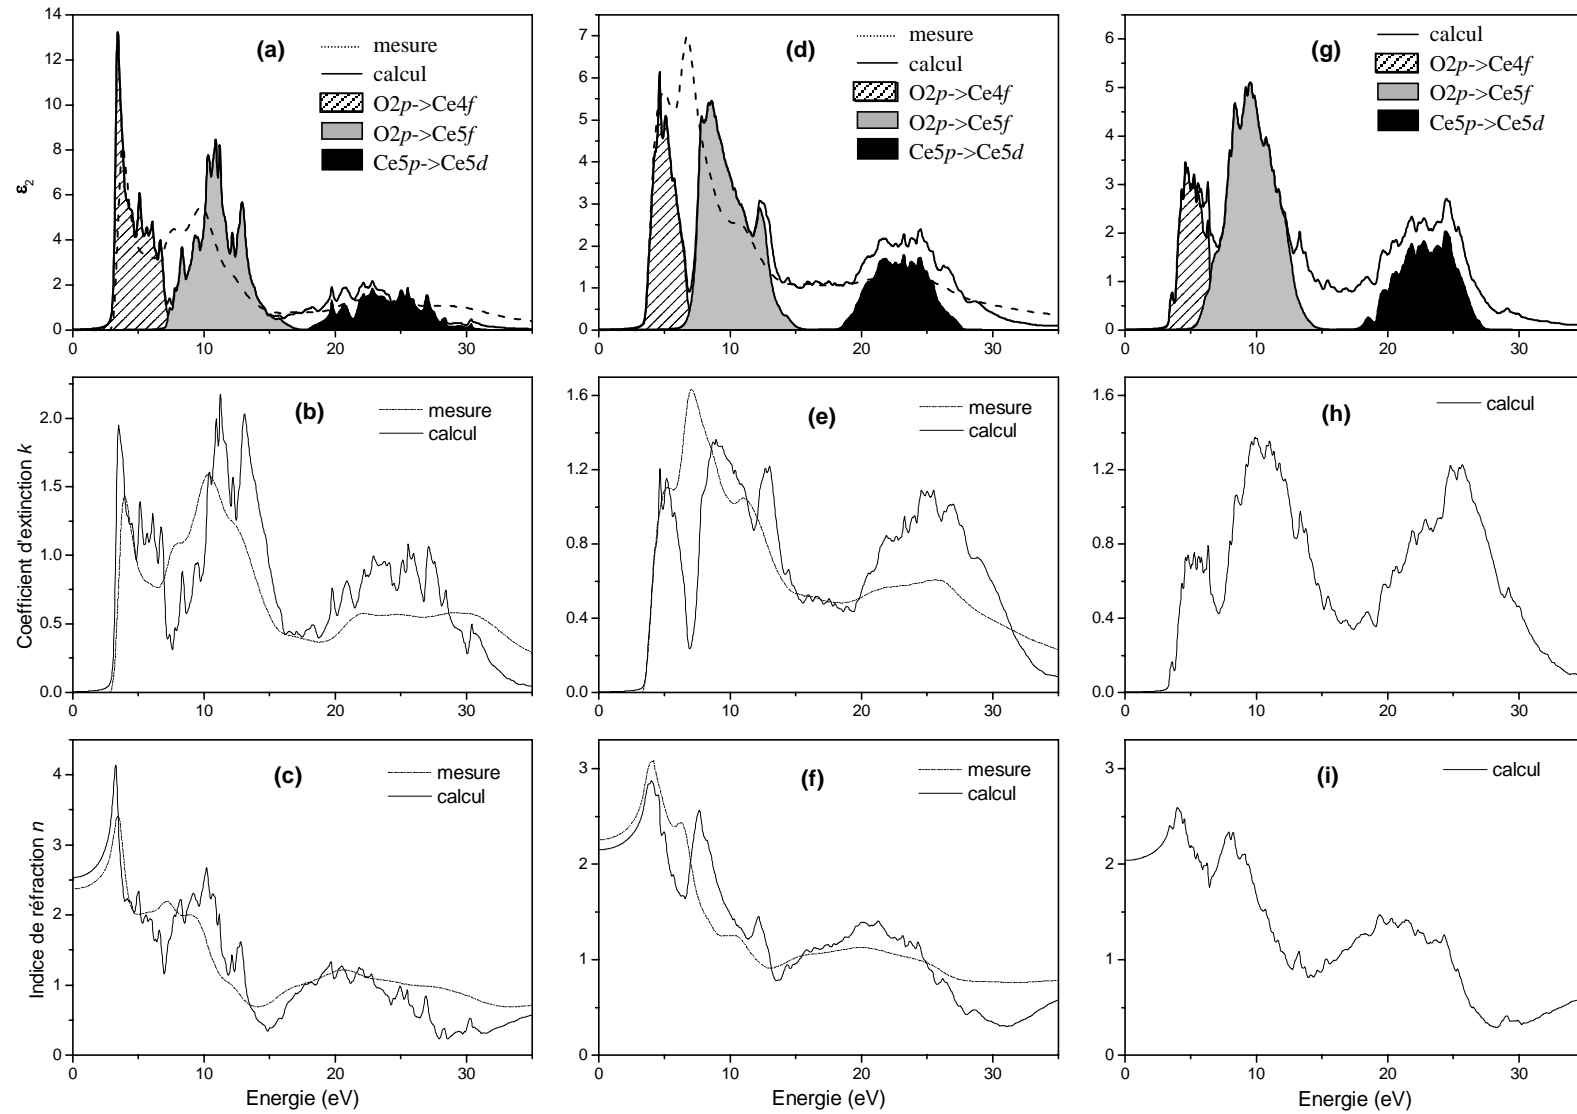 (a)
mesure
calcul
O2p->Ce4f
O2p->Ce5f
Ce5p->Ce5d
ε2
14
12
10
8
6
4
2
0
0 10 20 30
(d)
mesure
calcul
O2p->Ce4f
O2p->Ce5f
Ce5p->Ce5d
7
6
5
4
3
2
1
0
0 10 20 30
(g)
calcul
O2p->Ce4f
O2p->Ce5f
Ce5p->Ce5d
6
5
4
3
2
1
0
0 10 20 30
(b)
mesure
calcul
Coefficient d'extinction k
2.0
1.5
1.0
0.5
0.0
0 10 20 30
(e)
mesure
calcul
1.6
1.2
0.8
0.4
0.0
0 10 20 30
(h)
calcul
1.6
1.2
0.8
0.4
0.0
0 10 20 30
(c)
mesure
calcul
Indice de réfraction n
4
3
2
1
0
0 10 20 30
Energie (eV)
(f)
mesure
calcul
3
2
1
0
0 10 20 30
Energie (eV)
(i)
calcul
3
2
1
0
0 10 20 30
Energie (eV)